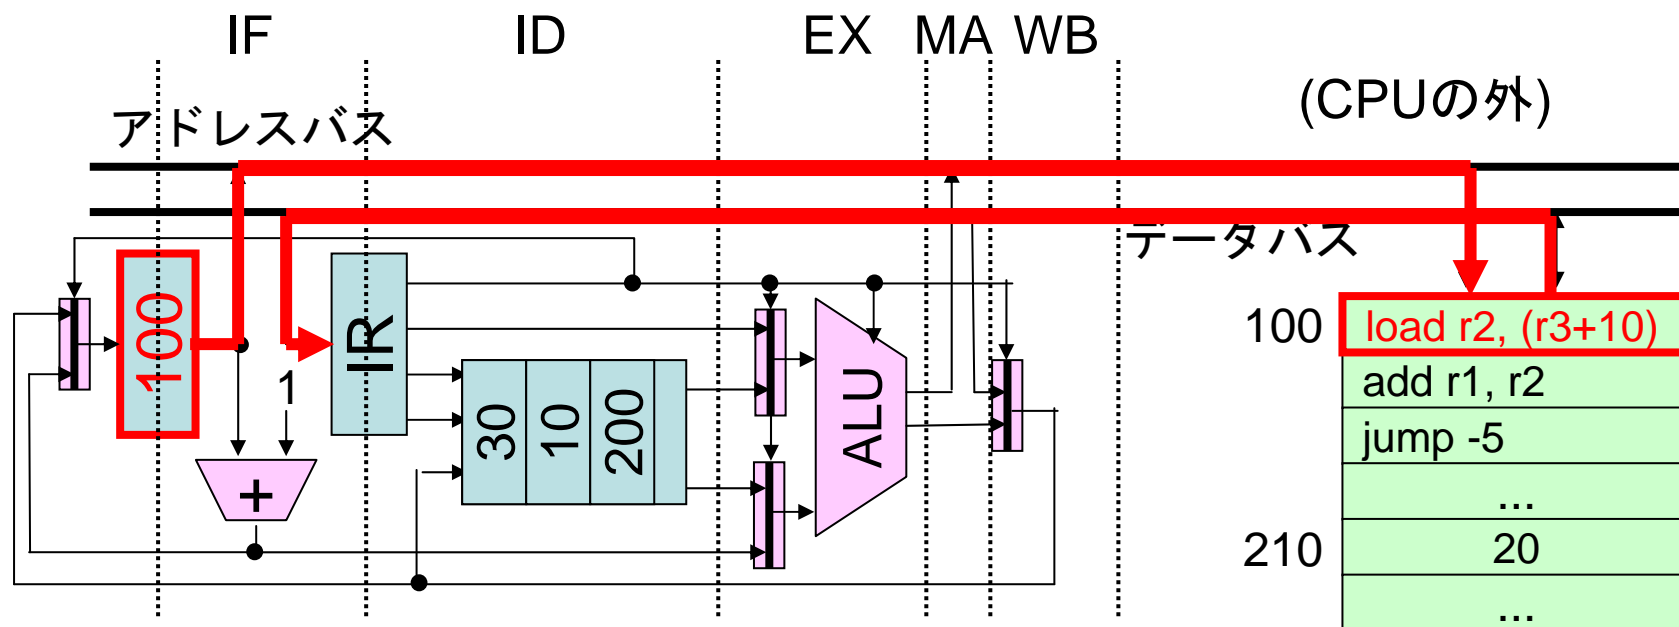 IF ID EX MA WB
(CPUの外)
アドレスバス
データバス
100
IR
1
+
30
10
200
ALU
100 load r2, (r3+10)
add r1, r2
jump -5
...
210 20
...